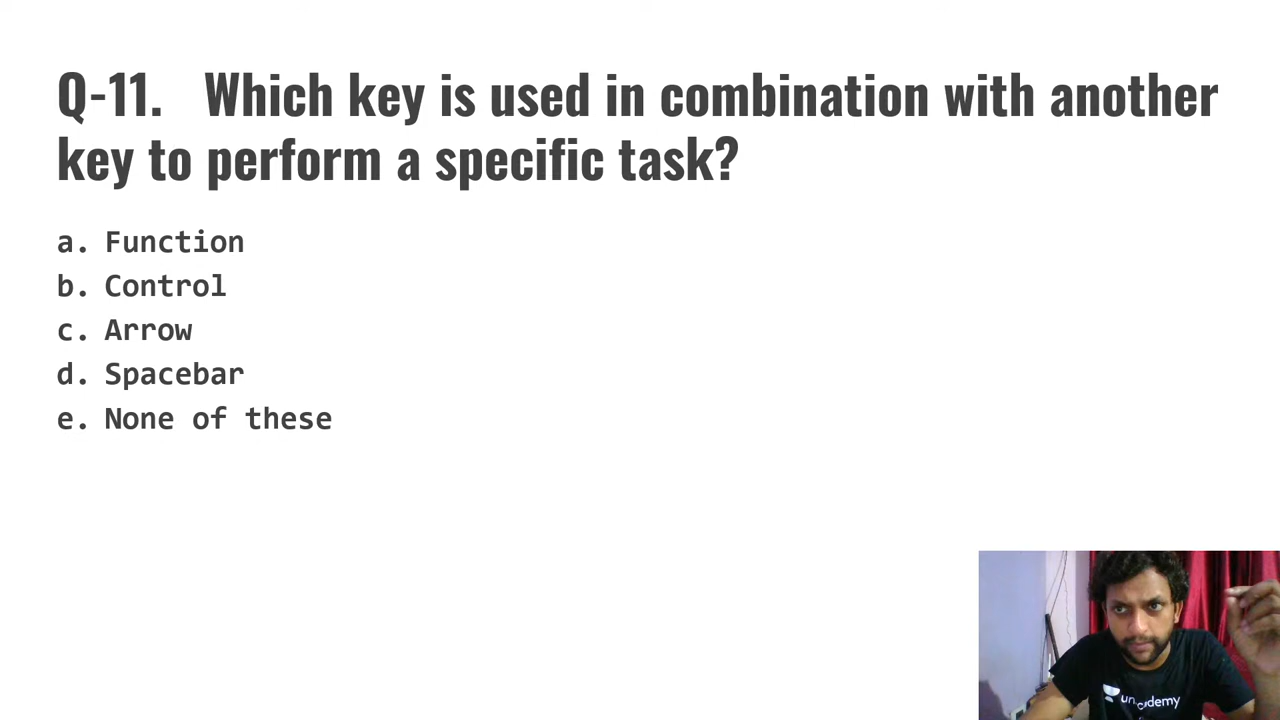 Q-11. Which key is used in combination with another
key to perform a specific task?
a. Function
b. Control
c. Arrow
d. Spacebar
e. None of these